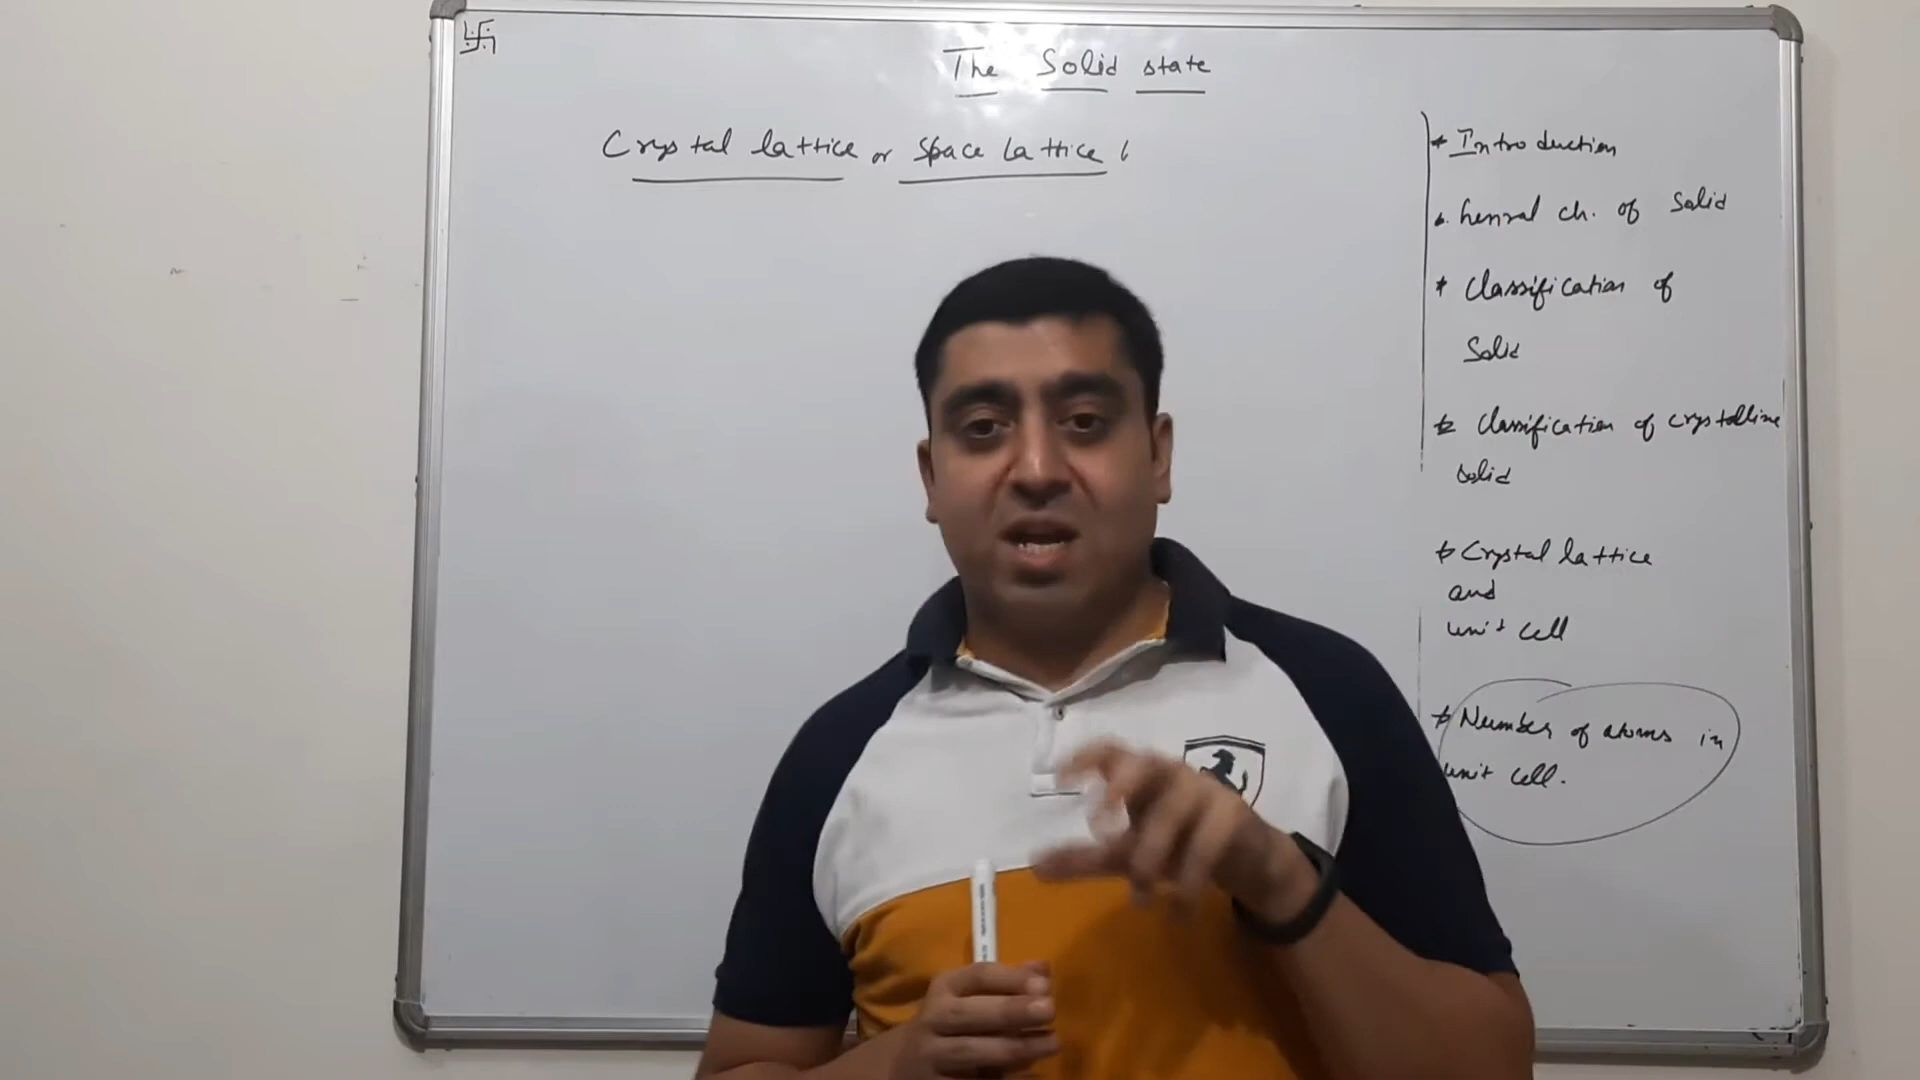 The Solid state
Crystal lattice or Space Lattice
* Introduction
ch. of Solid
* Classification of
Solid
* Classification of crystalline
solid
* Crystal lattice
and
unit cell
* Number of atoms in
unit cell.